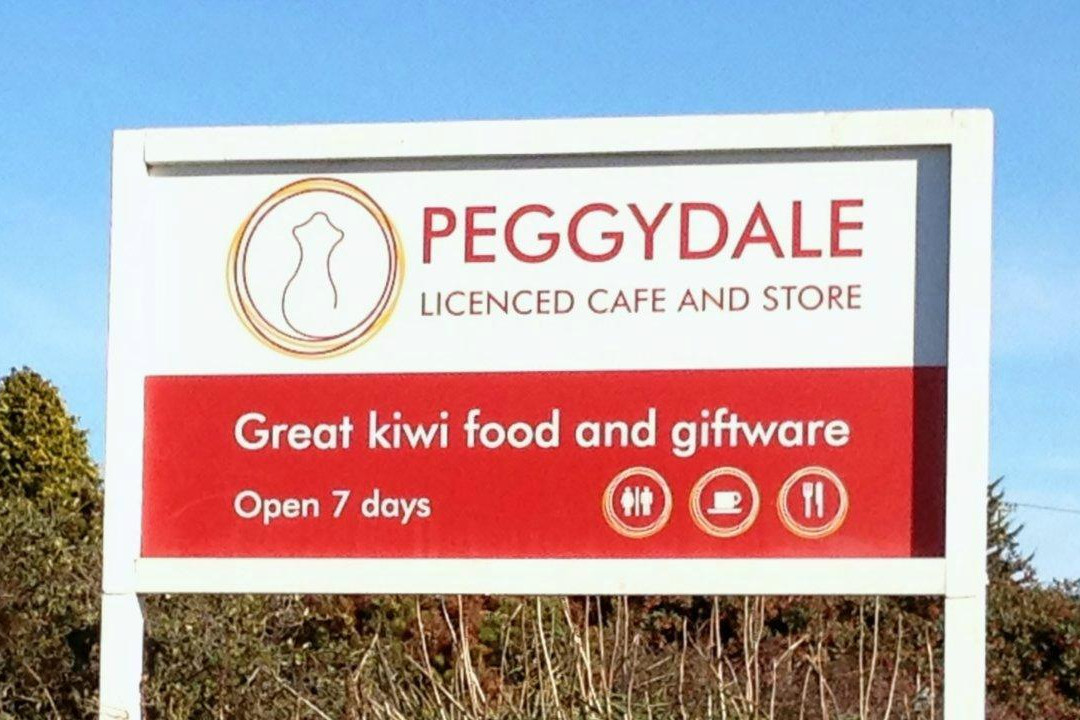 PEGGYDALE
LICENCED CAFE AND STORE
Great kiwi food and giftware
Open 7 days